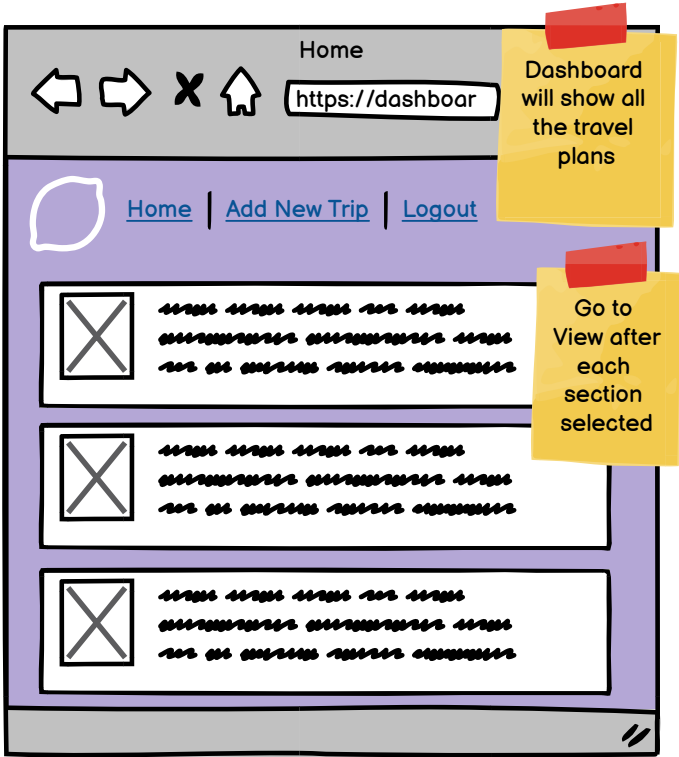 Home
https://dashboar
Dashboard
will show all
the travel
plans
Home | Add New Trip | Logout
Go to
View after
each
section
selected